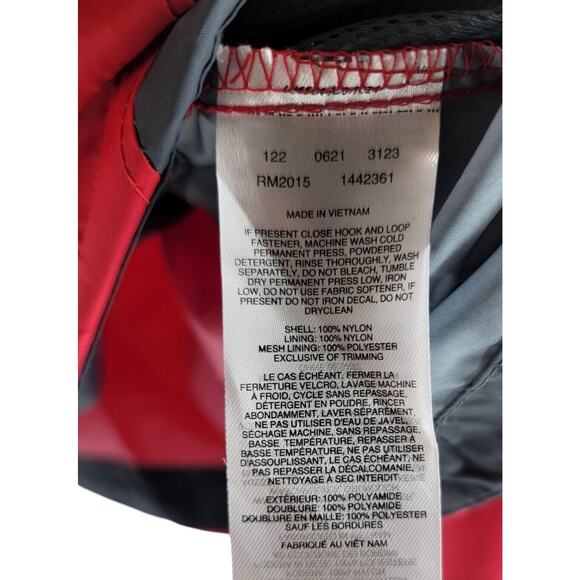 122 0621 3123
RM2015 1442361
MADE IN VIETNAM
IF PRESENT CLOSE HOOK AND LOOP
FASTENER, MACHINE WASH COLD
PERMANENT PRESS, POWDERED
DETERGENT, RINSE THOROUGHLY, WASH
SEPARATELY, DO NOT BLEACH, TUMBLE
DRY PERMANENT PRESS LOW, IRON
LOW, DO NOT USE FABRIC SOFTENER, IF
PRESENT DO NOT IRON DECAL, DO NOT
DRYCLEAN
SHELL: 100% NYLON
LINING: 100% NYLON
MESH LINING: 100% POLYESTER
EXCLUSIVE OF TRIMMING
LE CAS ÉCHÉANT, FERMER LA
FERMETURE VELCRO, LAVAGE MACHINE
À FROID, CYCLE SANS REPASSAGE,
DÉTERGENT EN POUDRE, RINCER
ABONDAMMENT, LAVER SÉPARÉMENT,
NE PAS UTILISER D'EAU DE JAVEL,
SÉCHAGE MACHINE, SANS REPASSAGE,
BASSE TEMPÉRATURE, REPASSER À
BASSE TEMPÉRATURE, NE PAS UTILISER
D'ASSOUPLISSANT, LE CAS ÉCHÉANT, NE
PAS REPASSER LA DÉCALCOMANIE,
NETTOYAGE À SEC INTERDIT
EXTÉRIEUR: 100% POLYAMIDE
DOUBLURE: 100% POLYAMIDE
DOUBLURE EN MAILLE: 100% POLYESTER
SAUF LES BORDURES
FABRIQUÉ AU VIÊT NAM